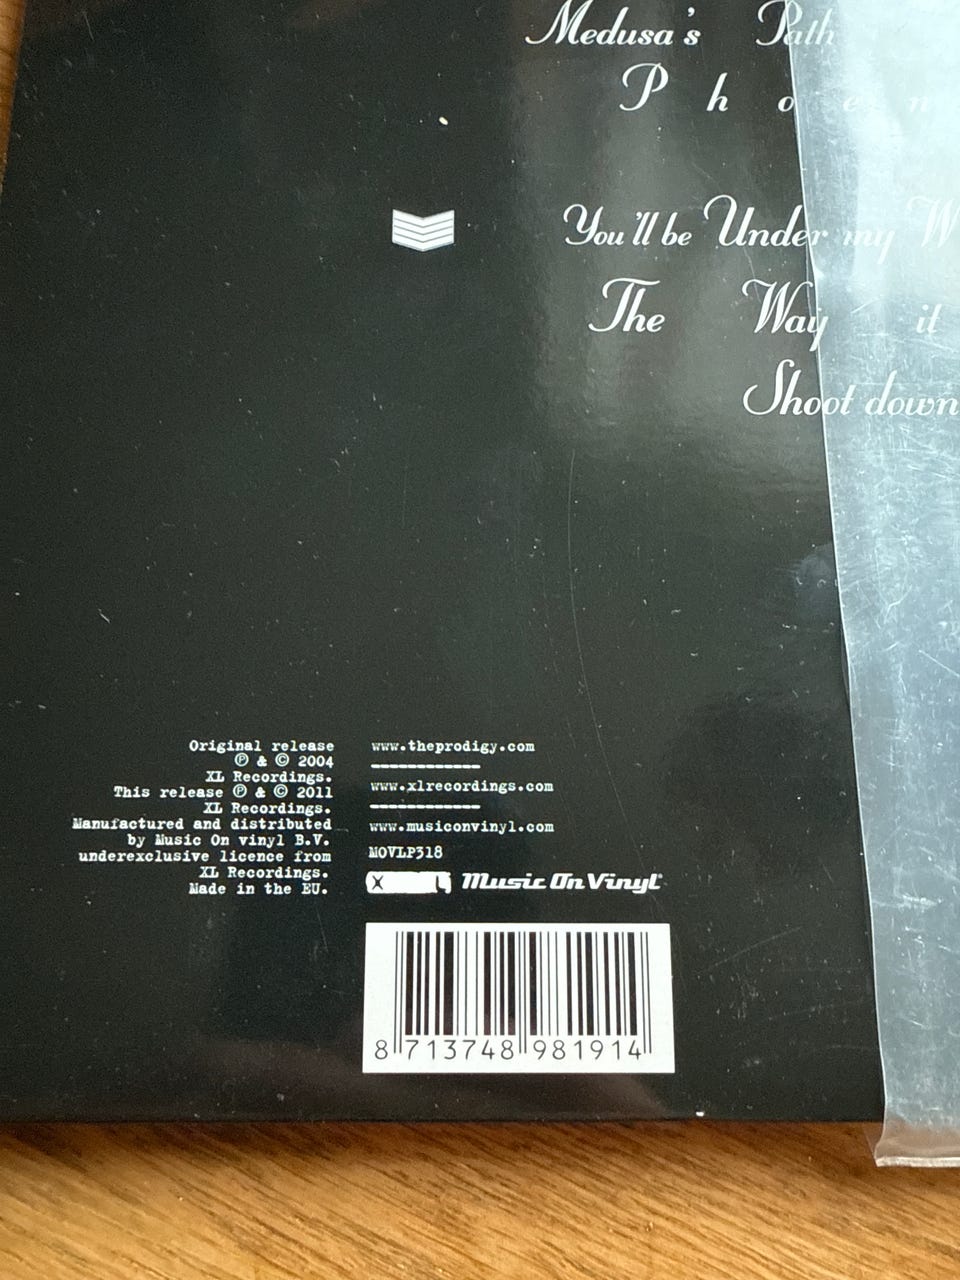 Medusa's Path
Phoen
You'll be Under my W
The Way it
Shoot down
Original release
℗ & © 2004
XL Recordings.
This release ℗ & © 2011
XL Recordings.
Manufactured and distributed
by Music On vinyl B.V.
underexclusive licence from
XL Recordings.
Made in the EU.
www.theprodigy.com
www.xlrecordings.com
www.musiconvinyl.com
MOVLP318
Music On Vinyl
8 713748 981914